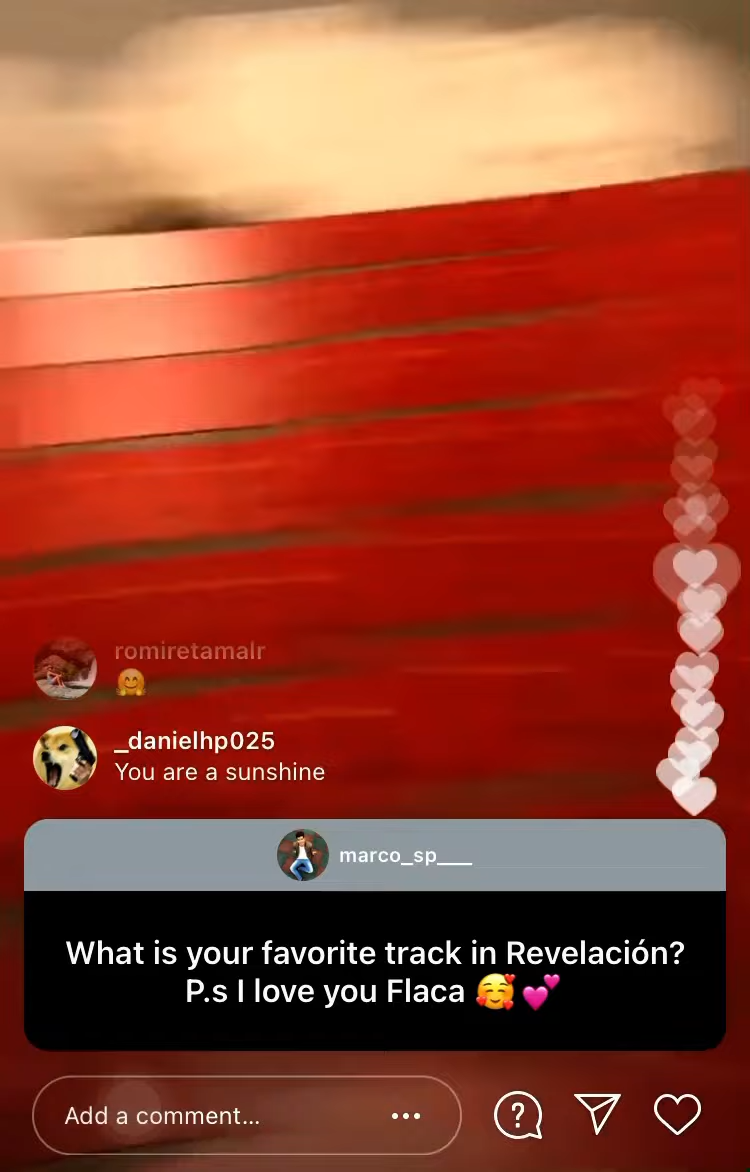 romiretamalr
🤗
_danielhp025
You are a sunshine
marco_sp___
What is your favorite track in Revelación?
P.s I love you Flaca 🥰💕
Add a comment...